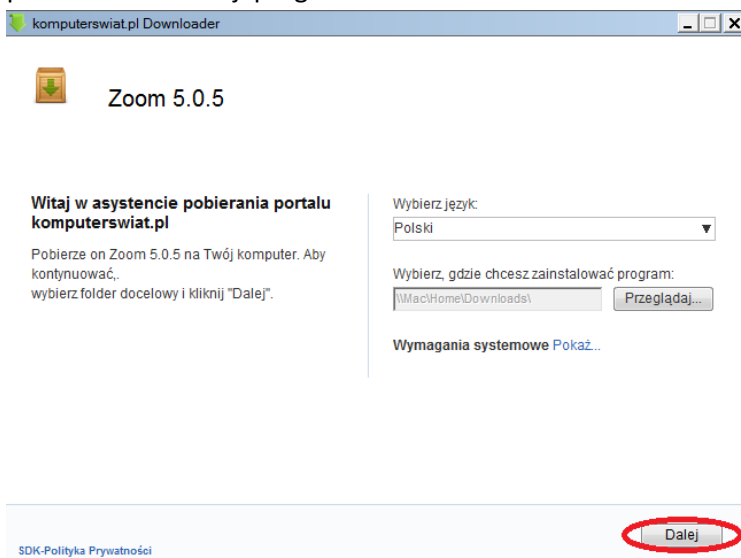 komputerswiat.pl Downloader
Zoom 5.0.5
Witaj w asystencie pobierania portalu
komputerswiat.pl
Pobierze on Zoom 5.0.5 na Twój komputer. Aby
kontynuować,.
wybierz folder docelowy i kliknij "Dalej".
Wybierz język:
Polski
Wybierz, gdzie chcesz zainstalować program:
\\Mac\Home\Downloads\
Przeglądaj...
Wymagania systemowe Pokaż...
SDK-Polityka Prywatności
Dalej